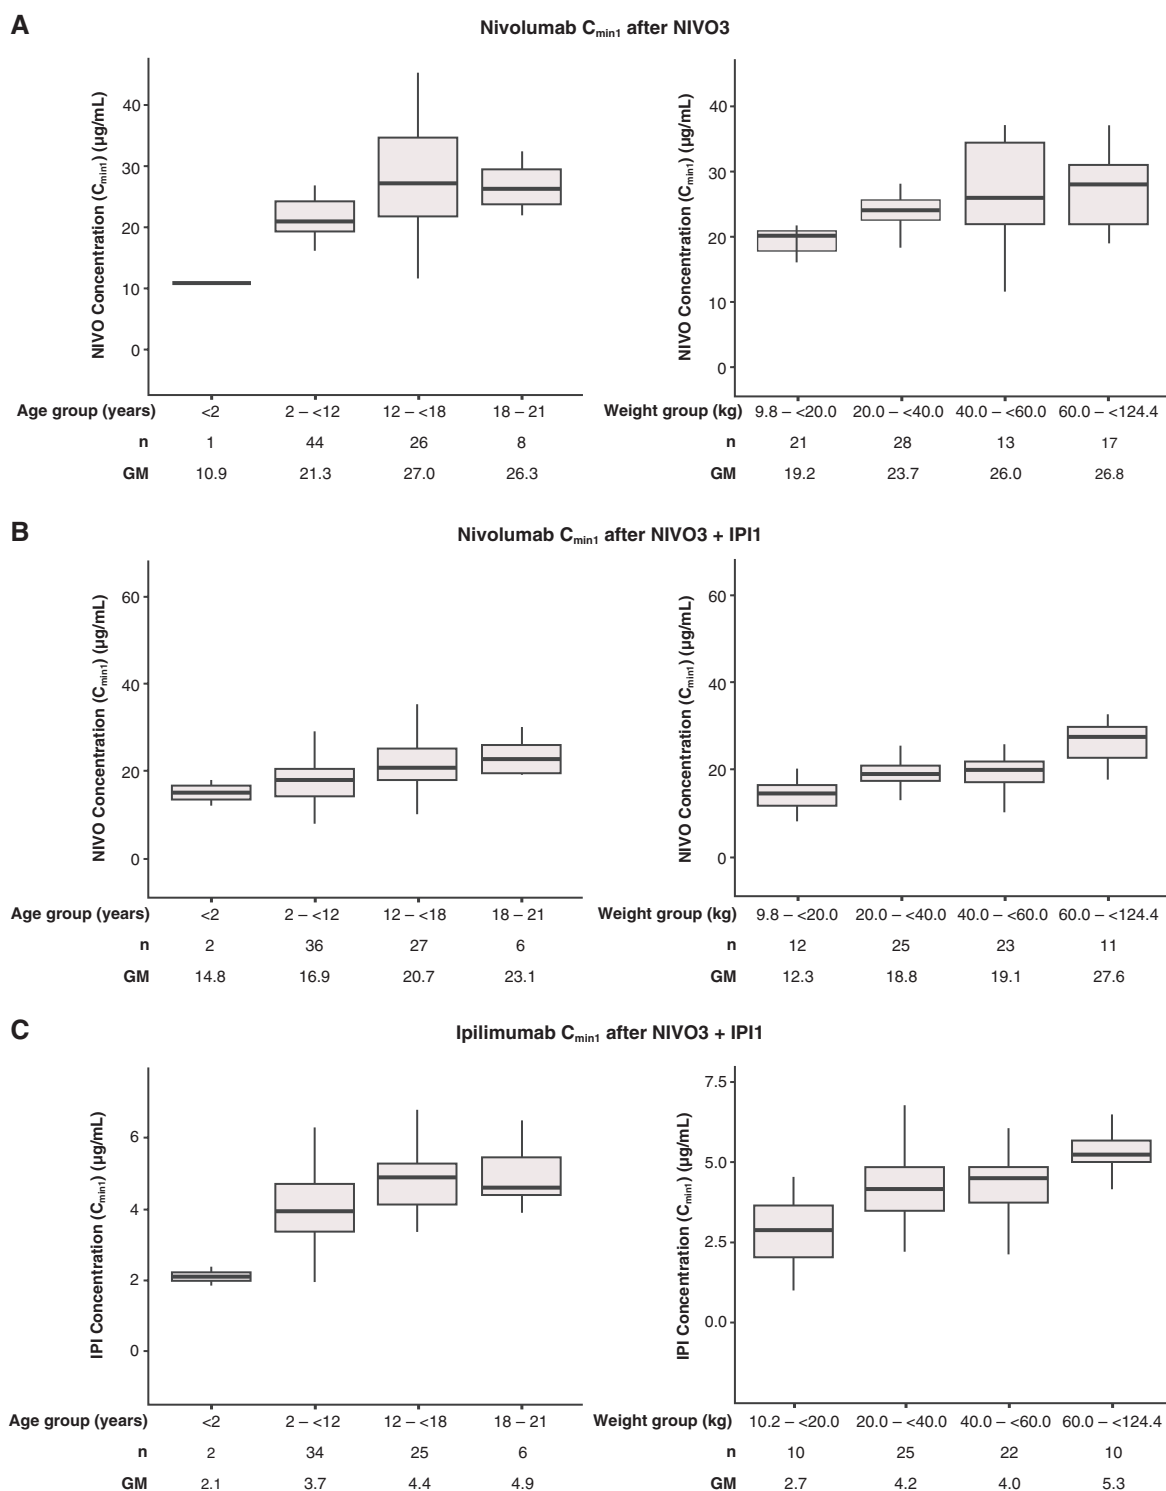 A
Nivolumab Cmin1 after NIVO3
NIVO Concentration (Cmin1) (µg/mL)
40
30
20
10
0
Age group (years) <2 2 – <12 12 – <18 18 – 21
n 1 44 26 8
GM 10.9 21.3 27.0 26.3
NIVO Concentration (Cmin1) (µg/mL)
40
30
20
10
0
Weight group (kg) 9.8 – <20.0 20.0 – <40.0 40.0 – <60.0 60.0 – <124.4
n 21 28 13 17
GM 19.2 23.7 26.0 26.8
B
Nivolumab Cmin1 after NIVO3 + IPI1
NIVO Concentration (Cmin1) (µg/mL)
60
40
20
0
Age group (years) <2 2 – <12 12 – <18 18 – 21
n 2 36 27 6
GM 14.8 16.9 20.7 23.1
NIVO Concentration (Cmin1) (µg/mL)
60
40
20
0
Weight group (kg) 9.8 – <20.0 20.0 – <40.0 40.0 – <60.0 60.0 – <124.4
n 12 25 23 11
GM 12.3 18.8 19.1 27.6
C
Ipilimumab Cmin1 after NIVO3 + IPI1
IPI Concentration (Cmin1) (µg/mL)
6
4
2
0
Age group (years) <2 2 – <12 12 – <18 18 – 21
n 2 34 25 6
GM 2.1 3.7 4.4 4.9
IPI Concentration (Cmin1) (µg/mL)
7.5
5.0
2.5
0.0
Weight group (kg) 10.2 – <20.0 20.0 – <40.0 40.0 – <60.0 60.0 – <124.4
n 10 25 22 10
GM 2.7 4.2 4.0 5.3